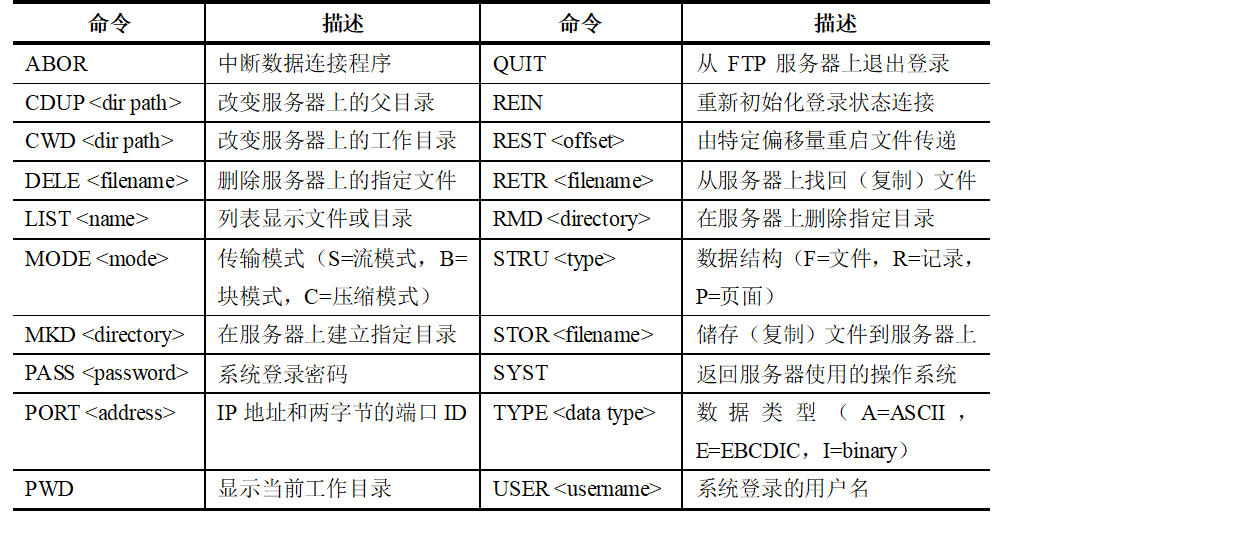 命令 描述 命令 描述
ABOR 中断数据连接程序 QUIT 从 FTP 服务器上退出登录
CDUP <dir path> 改变服务器上的父目录 REIN 重新初始化登录状态连接
CWD <dir path> 改变服务器上的工作目录 REST <offset> 由特定偏移量重启文件传递
DELE <filename> 删除服务器上的指定文件 RETR <filename> 从服务器上找回（复制）文件
LIST <name> 列表显示文件或目录 RMD <directory> 在服务器上删除指定目录
MODE <mode> 传输模式（S=流模式，B= STRU <type> 数据结构（F=文件，R=记录，
块模式，C=压缩模式） P=页面）
MKD <directory> 在服务器上建立指定目录 STOR <filename> 储存（复制）文件到服务器上
PASS <password> 系统登录密码 SYST 返回服务器使用的操作系统
PORT <address> IP 地址和两字节的端口 ID TYPE <data type> 数据类型（A=ASCII，
E=EBCDIC，I=binary）
PWD 显示当前工作目录 USER <username> 系统登录的用户名